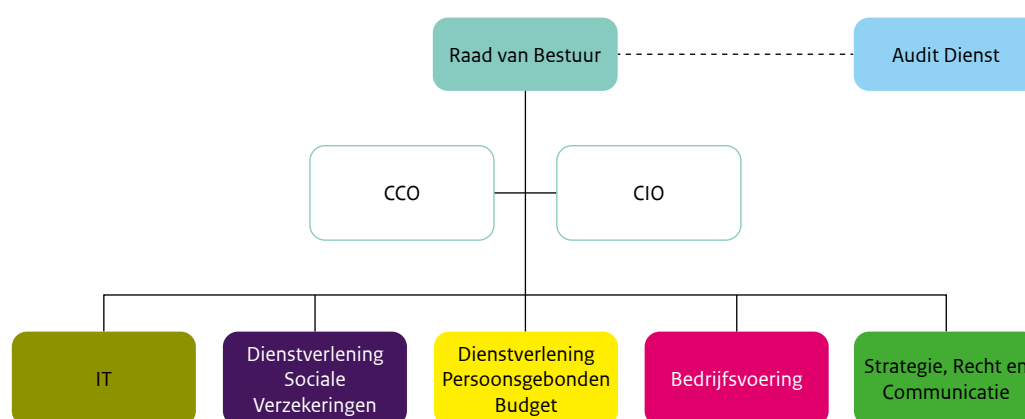 Raad van Bestuur
Audit Dienst
CCO
CIO
IT
Dienstverlening
Sociale
Verzekeringen
Dienstverlening
Persoonsgebonden
Budget
Bedrijfsvoering
Strategie, Recht en
Communicatie